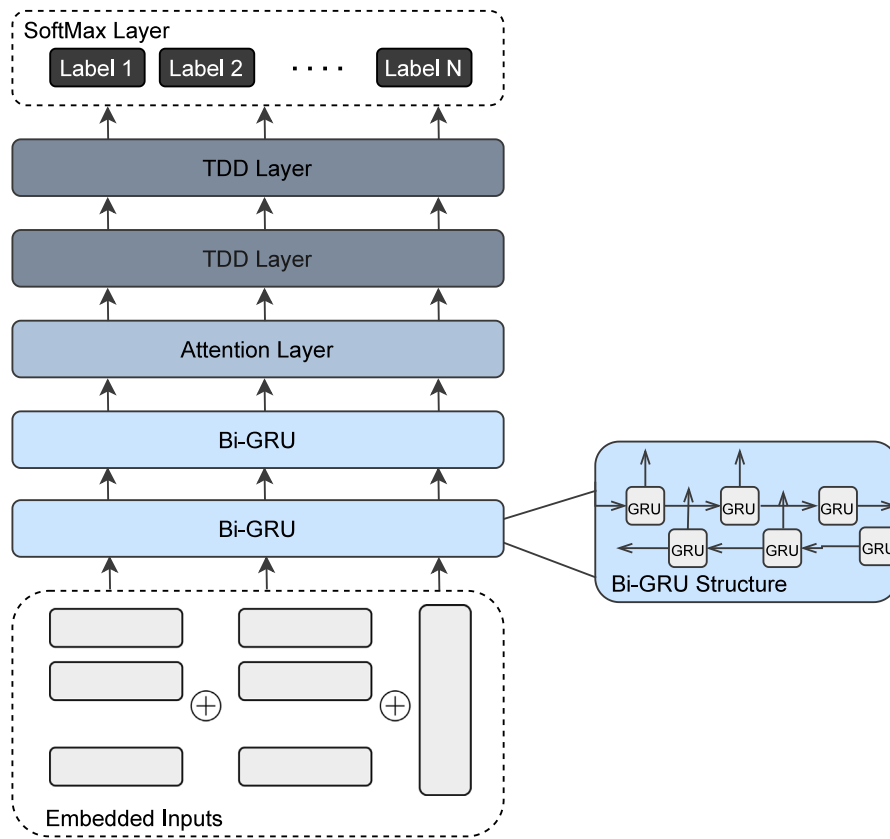 SoftMax Layer
Label 1 Label 2 . . . . Label N
TDD Layer
TDD Layer
Attention Layer
Bi-GRU
Bi-GRU
GRU GRU GRU
GRU GRU GRU
Bi-GRU Structure
Embedded Inputs